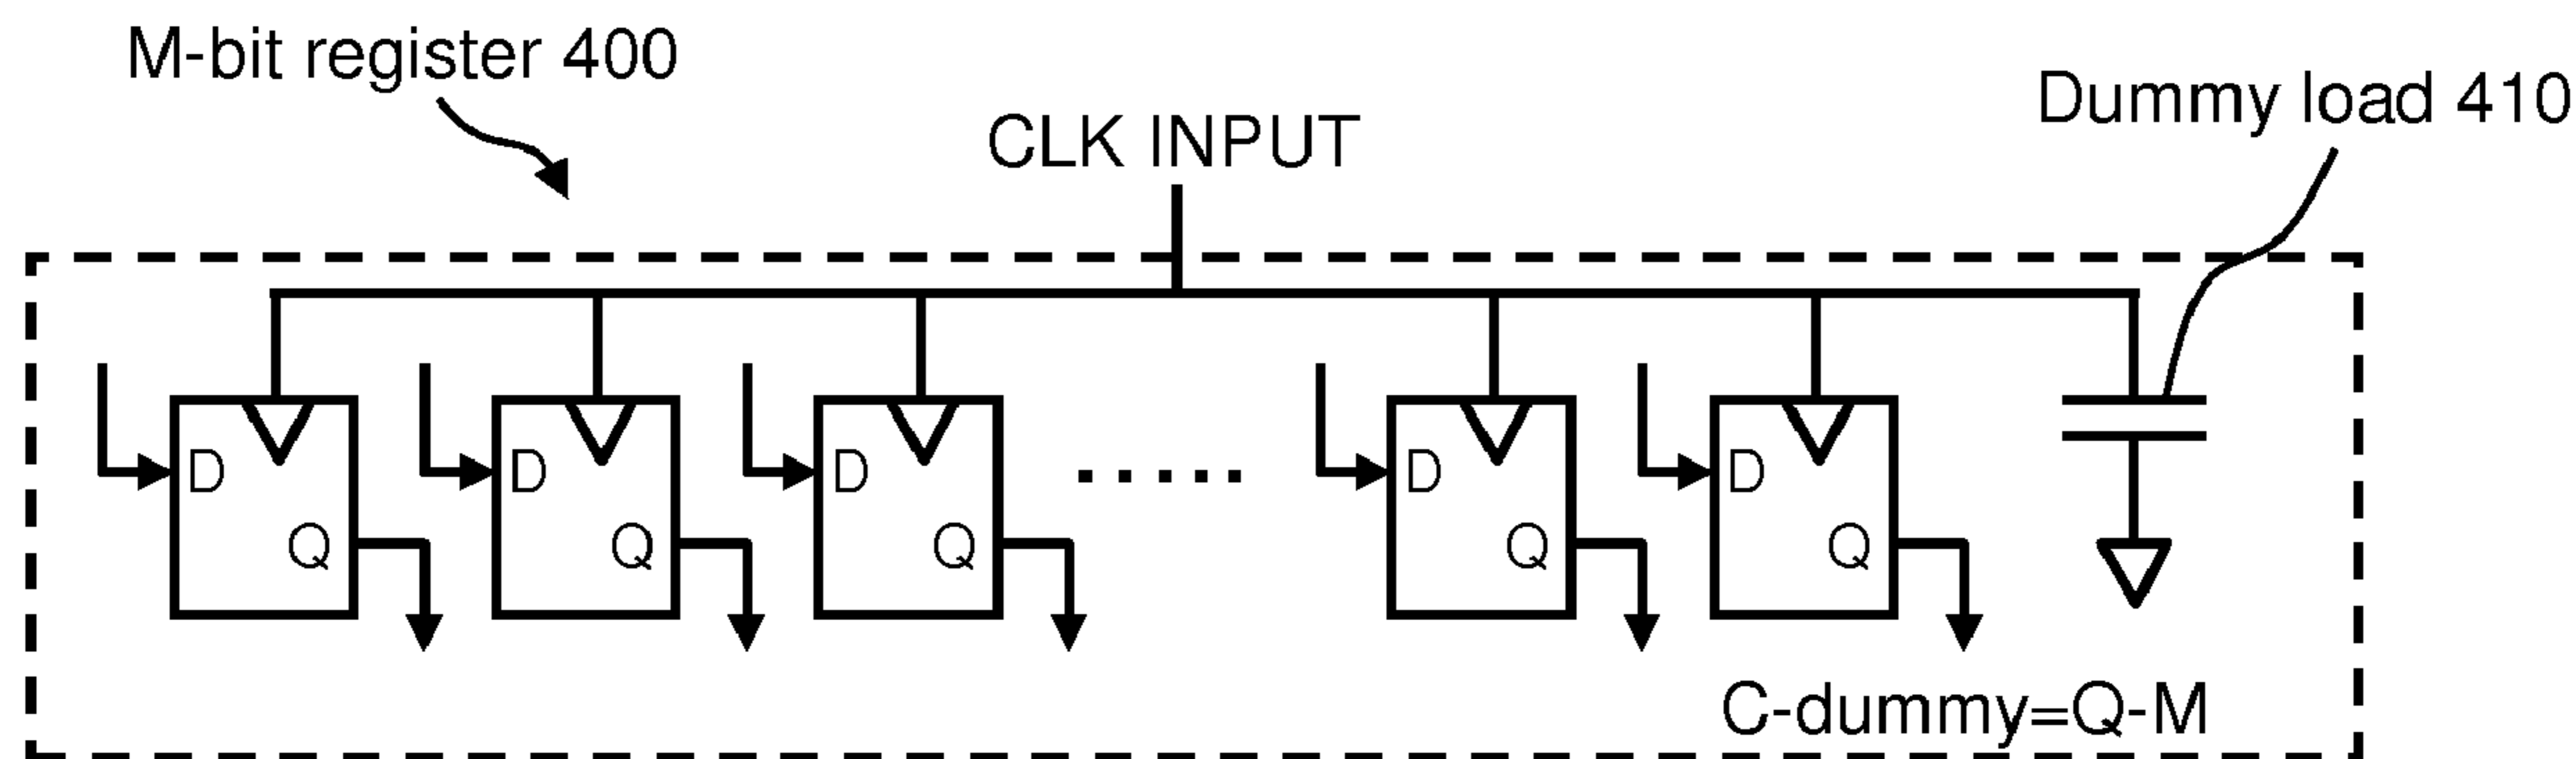 M-bit register 400
Dummy load 410
CLK INPUT
D
D
D
.....
D
D
Q
Q
Q
Q
Q
C-dummy=Q-M